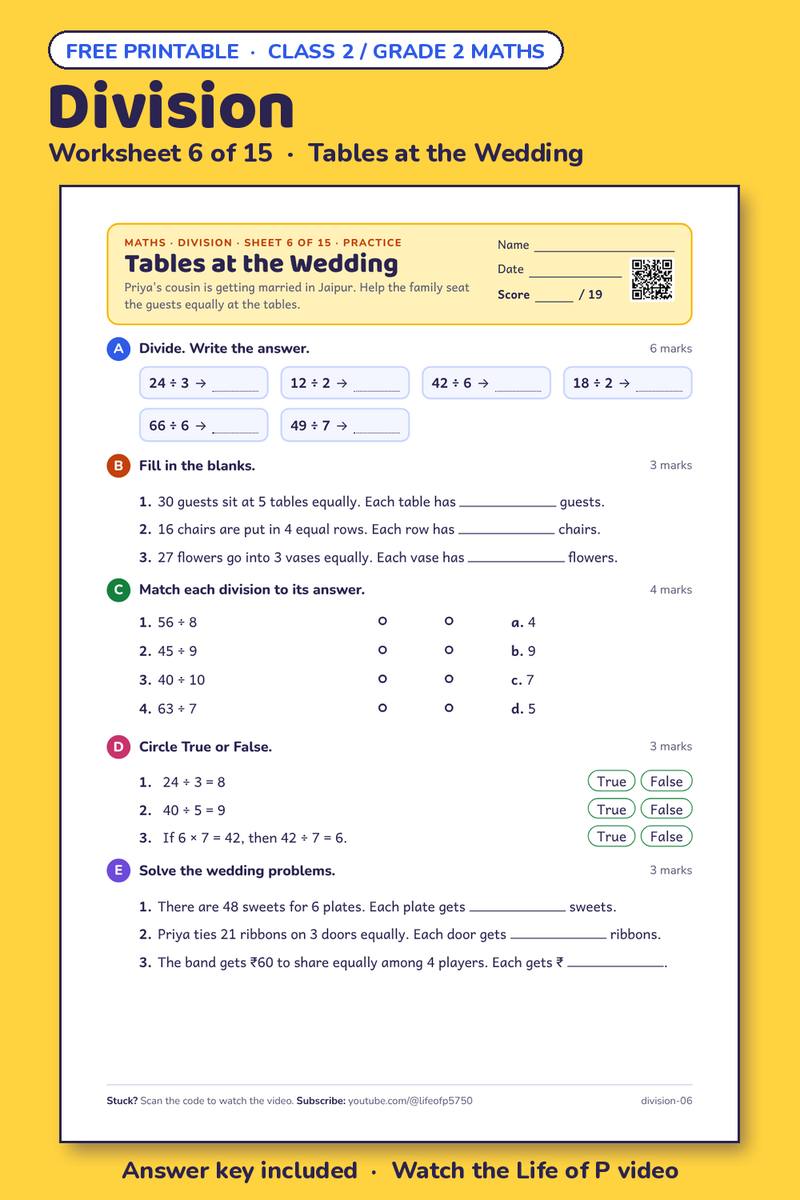 FREE PRINTABLE · CLASS 2 / GRADE 2 MATHS
Division
Worksheet 6 of 15 · Tables at the Wedding
MATHS · DIVISION · SHEET 6 OF 15 · PRACTICE
Tables at the Wedding
Priya's cousin is getting married in Jaipur. Help the family seat
the guests equally at the tables.
Name ____________
Date ____________
Score ______ / 19
A Divide. Write the answer. 6 marks
24 ÷ 3 → ........ 12 ÷ 2 → ........ 42 ÷ 6 → ........ 18 ÷ 2 → ........
66 ÷ 6 → ........ 49 ÷ 7 → ........
B Fill in the blanks. 3 marks
1. 30 guests sit at 5 tables equally. Each table has ____________ guests.
2. 16 chairs are put in 4 equal rows. Each row has ____________ chairs.
3. 27 flowers go into 3 vases equally. Each vase has ____________ flowers.
C Match each division to its answer. 4 marks
1. 56 ÷ 8 a. 4
2. 45 ÷ 9 b. 9
3. 40 ÷ 10 c. 7
4. 63 ÷ 7 d. 5
D Circle True or False. 3 marks
1. 24 ÷ 3 = 8 True False
2. 40 ÷ 5 = 9 True False
3. If 6 × 7 = 42, then 42 ÷ 7 = 6. True False
E Solve the wedding problems. 3 marks
1. There are 48 sweets for 6 plates. Each plate gets ____________ sweets.
2. Priya ties 21 ribbons on 3 doors equally. Each door gets ____________ ribbons.
3. The band gets ₹60 to share equally among 4 players. Each gets ₹ ____________.
Stuck? Scan the code to watch the video. Subscribe: youtube.com/@lifeofp5750 division-06
Answer key included · Watch the Life of P video